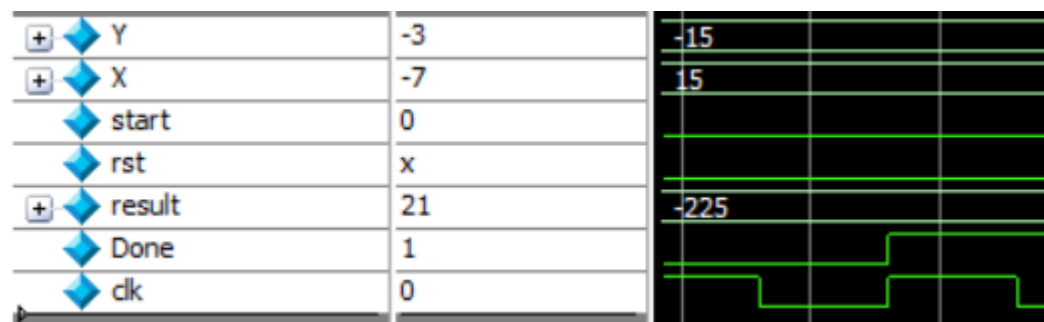 Y -3 -15
X -7 15
start 0
rst x
result 21 -225
Done 1
clk 0